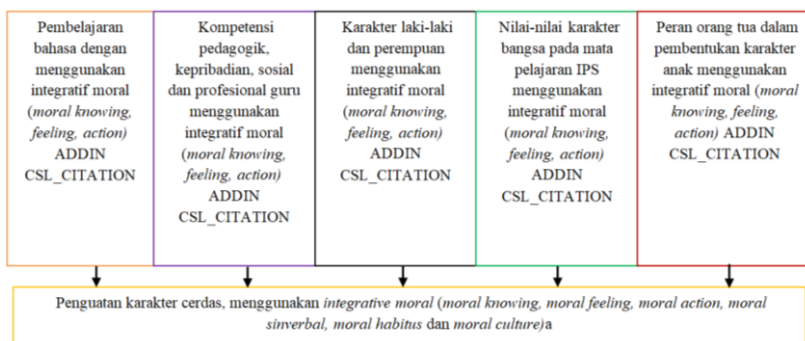 Pembelajaran
bahasa dengan
menggunakan
integratif moral
(moral knowing,
feeling, action)
ADDIN
CSL_CITATION
Kompetensi
pedagogik,
kepribadian, sosial
dan profesional guru
menggunakan
integratif moral
(moral knowing,
feeling, action)
ADDIN
CSL_CITATION
Karakter laki-laki
dan perempuan
menggunakan
integratif moral
(moral knowing,
feeling, action)
ADDIN
CSL_CITATION
Nilai-nilai karakter
bangsa pada mata
pelajaran IPS
menggunakan
integratif moral
(moral knowing,
feeling, action)
ADDIN
CSL_CITATION
Peran orang tua dalam
pembentukan karakter
anak menggunakan
integratif moral (moral
knowing, feeling,
action) ADDIN
CSL_CITATION
Penguatan karakter cerdas, menggunakan integrative moral (moral knowing, moral feeling, moral action, moral
sinverbal, moral habitus dan moral culture)a